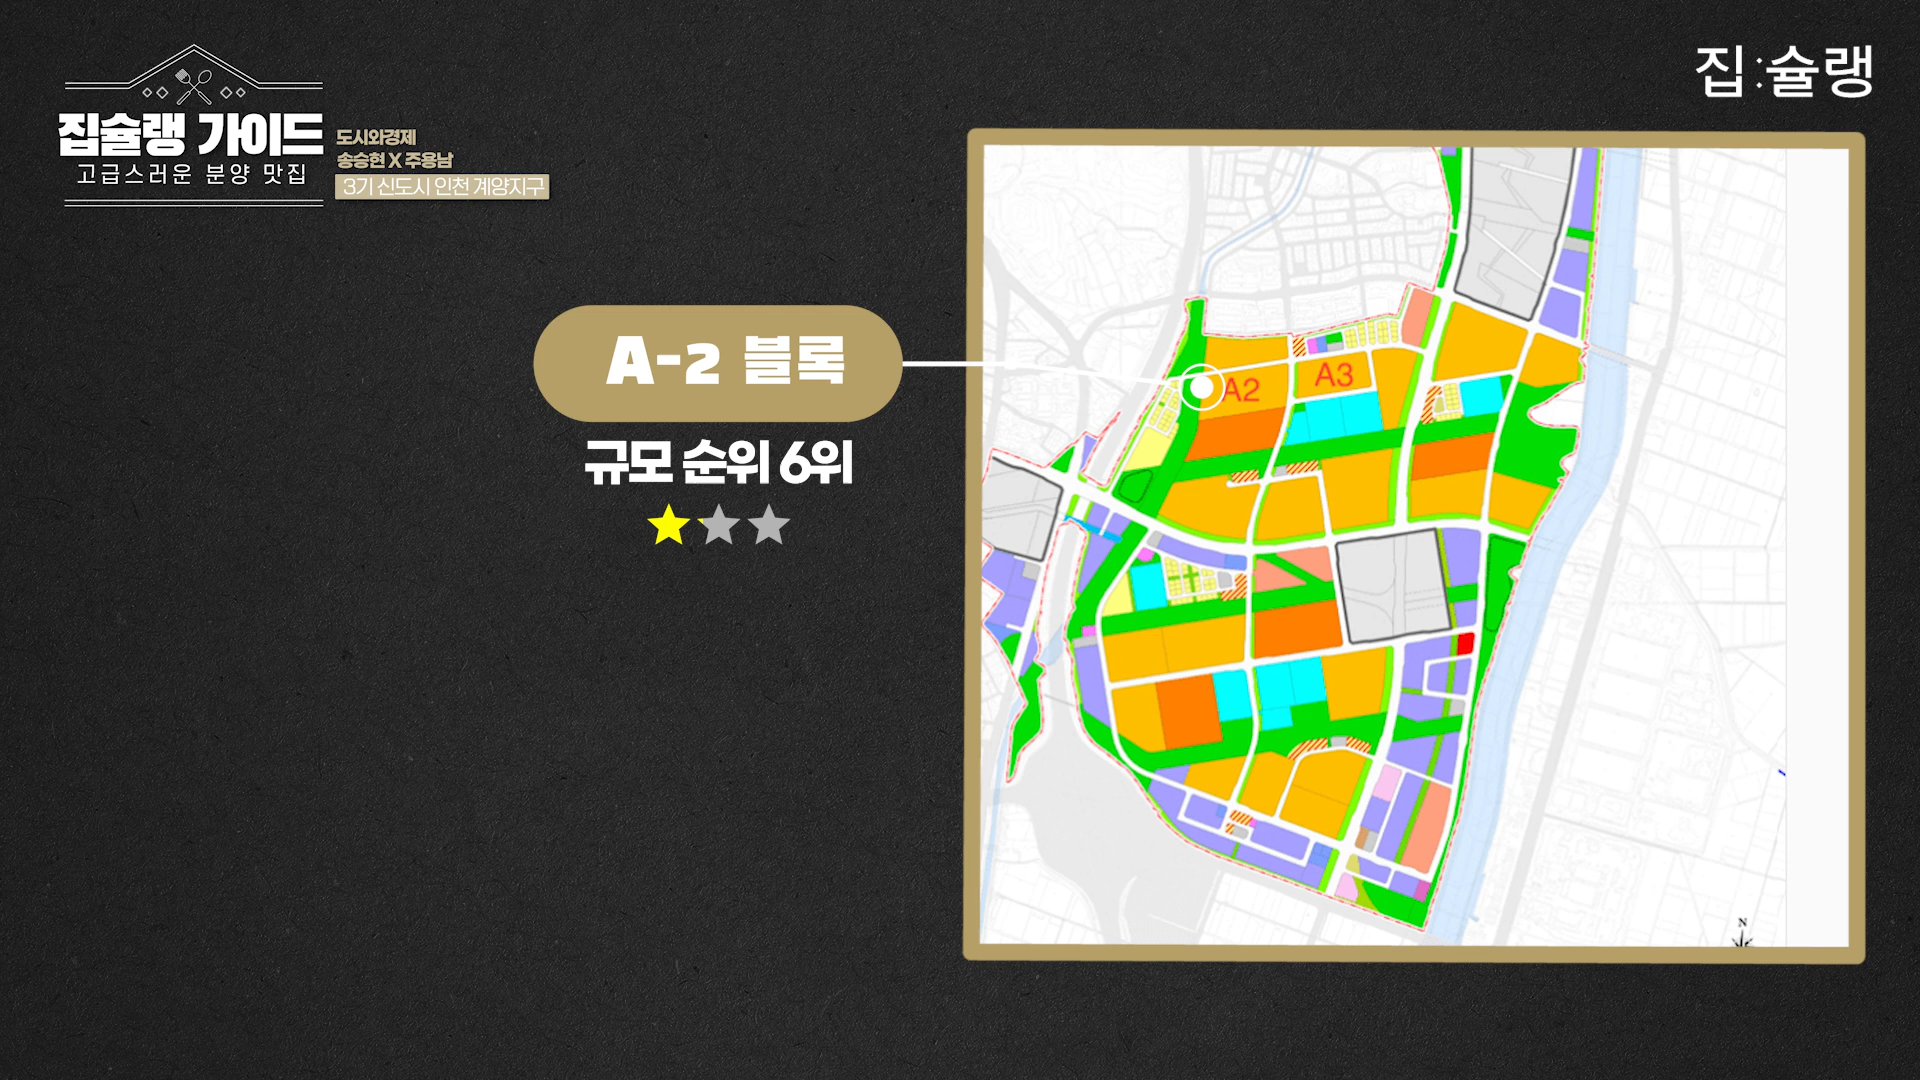 집슐랭 가이드
고급스러운 분양 맛집
도시와경제
송승현 X 주용남
3기 신도시 인천 계양지구
집:슐랭
A-2 블록
규모 순위 6위
A2
A3
N